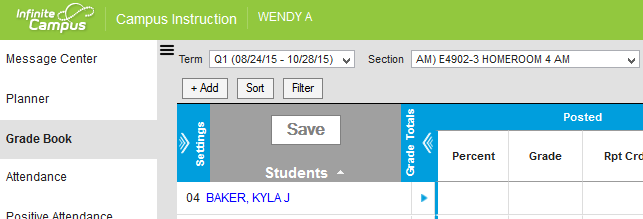 Infinite Campus
Campus Instruction
WENDY A
Message Center
Planner
Grade Book
Attendance
Positive Attendance
Term Q1 (08/24/15 - 10/28/15) Section AM) E4902-3 HOMEROOM 4 AM
+ Add Sort Filter
Settings
Save
Students
Grade Totals
Posted
Percent Grade Rpt Crd
04 BAKER, KYLA J